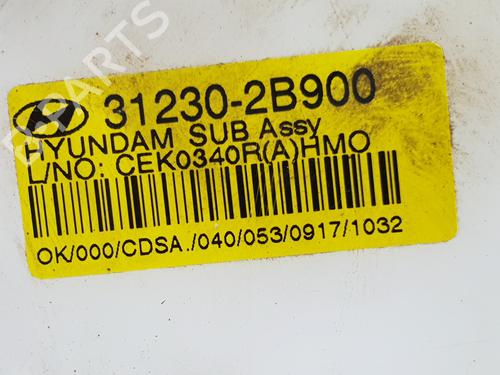 31230-2B900
HYUNDAM SUB Assy
L/NO: CEK0340R(A)HMO
OK/000/CDSA./040/053/0917/1032